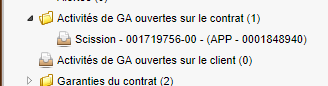 Activités de GA ouvertes sur le contrat (1)
Scission - 001719756-00 - (APP - 0001848940)
Activités de GA ouvertes sur le client (0)
Garanties du contrat (2)